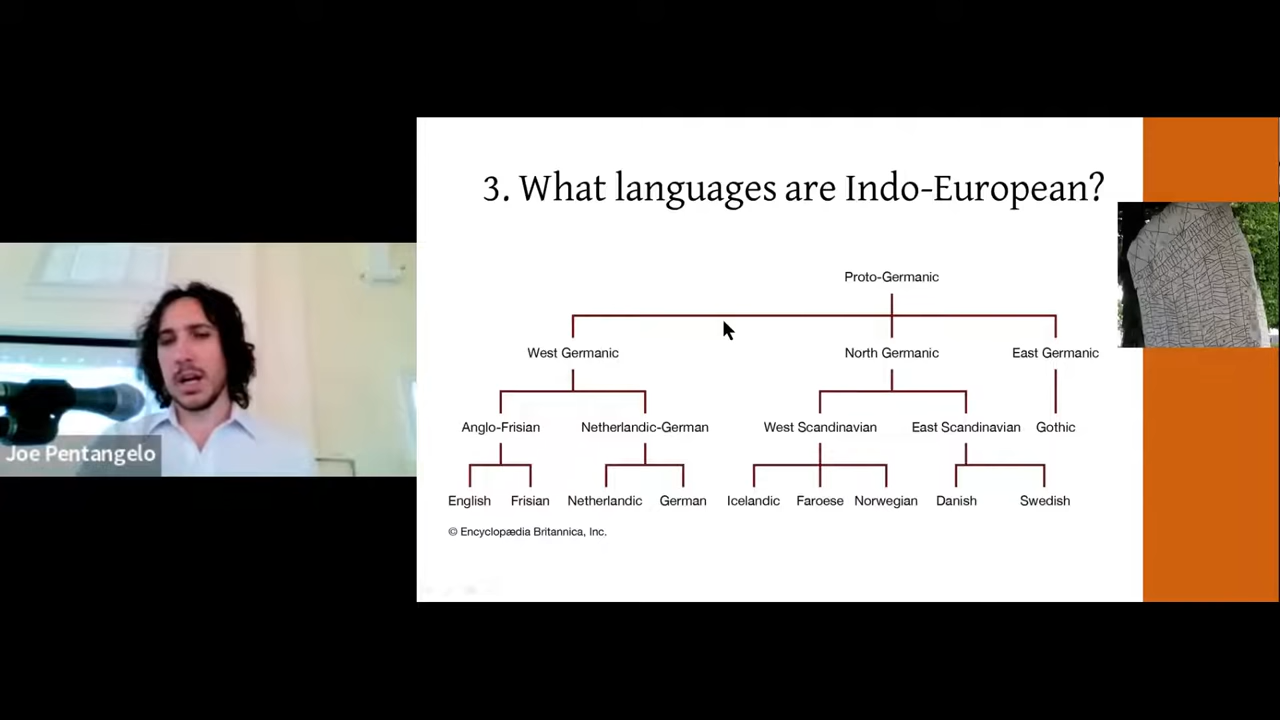 3. What languages are Indo-European?
Proto-Germanic
West Germanic North Germanic East Germanic
Anglo-Frisian Netherlandic-German West Scandinavian East Scandinavian Gothic
English Frisian Netherlandic German Icelandic Faroese Norwegian Danish Swedish
© Encyclopædia Britannica, Inc.
Joe Pentangelo